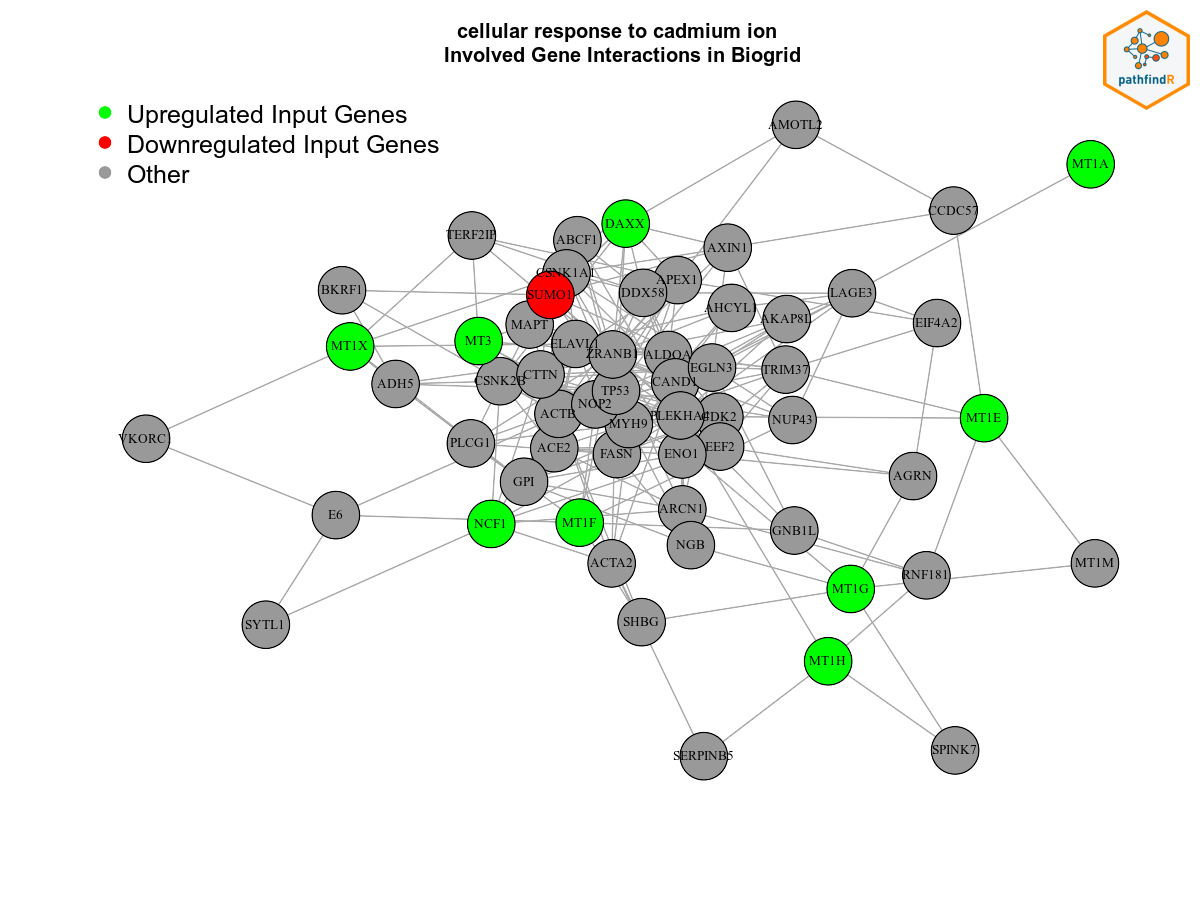 cellular response to cadmium ion
Involved Gene Interactions in Biogrid
pathfindR
Upregulated Input Genes
Downregulated Input Genes
Other
AMOTL2
MT1A
CCDC57
DAXX
TERF2IP
ABCF1
AXIN1
CSNK1A1
APEX1
BKRF1
SUMO1
DDX58
LAGE3
AHCYL1
AKAP8L
EIF4A2
MAPT
MT1X
MT3
ELAVL1
ZRANB1
ALDOA
EGLN3
TRIM37
ADH5
CSNK2B
CTTN
CAND1
TP53
NOP2
ACTB
MYH9
PLEKHA4
CDK2
NUP43
MT1E
VKORC1
PLCG1
ACE2
FASN
ENO1
EEF2
AGRN
GPI
E6
NCF1
MT1F
ARCN1
GNB1L
NGB
ACTA2
MT1G
RNF181
MT1M
SYTL1
SHBG
MT1H
SERPINB5
SPINK7